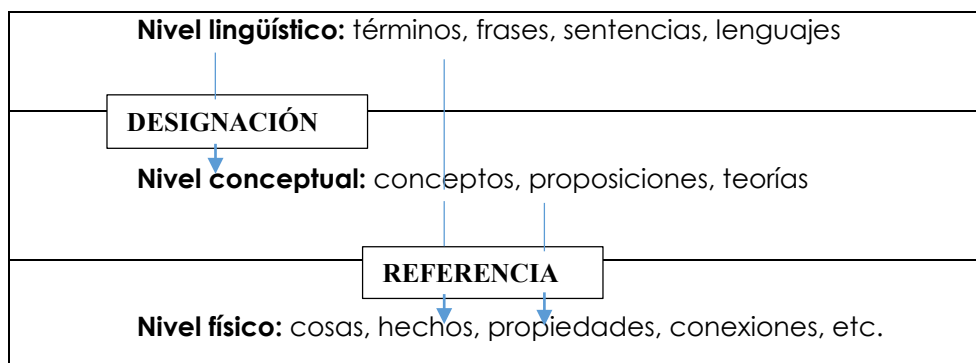 Nivel lingüístico: términos, frases, sentencias, lenguajes
DESIGNACIÓN
Nivel conceptual: conceptos, proposiciones, teorías
REFERENCIA
Nivel físico: cosas, hechos, propiedades, conexiones, etc.